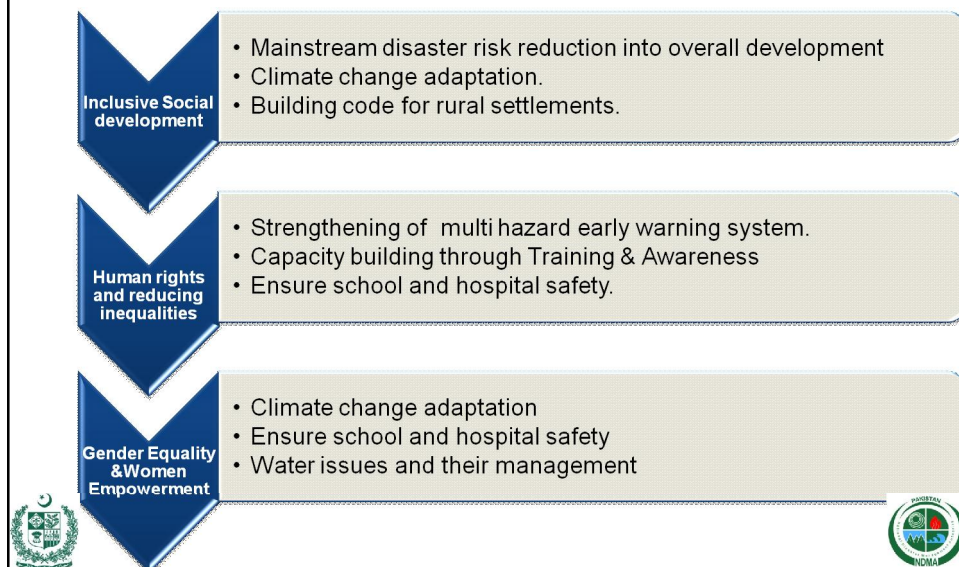 Inclusive Social
development
• Mainstream disaster risk reduction into overall development
• Climate change adaptation.
• Building code for rural settlements.
Human rights
and reducing
inequalities
• Strengthening of  multi hazard early warning system.
• Capacity building through Training & Awareness
• Ensure school and hospital safety.
Gender Equality
&Women
Empowerment
• Climate change adaptation
• Ensure school and hospital safety
• Water issues and their management
PAKISTAN
NDMA